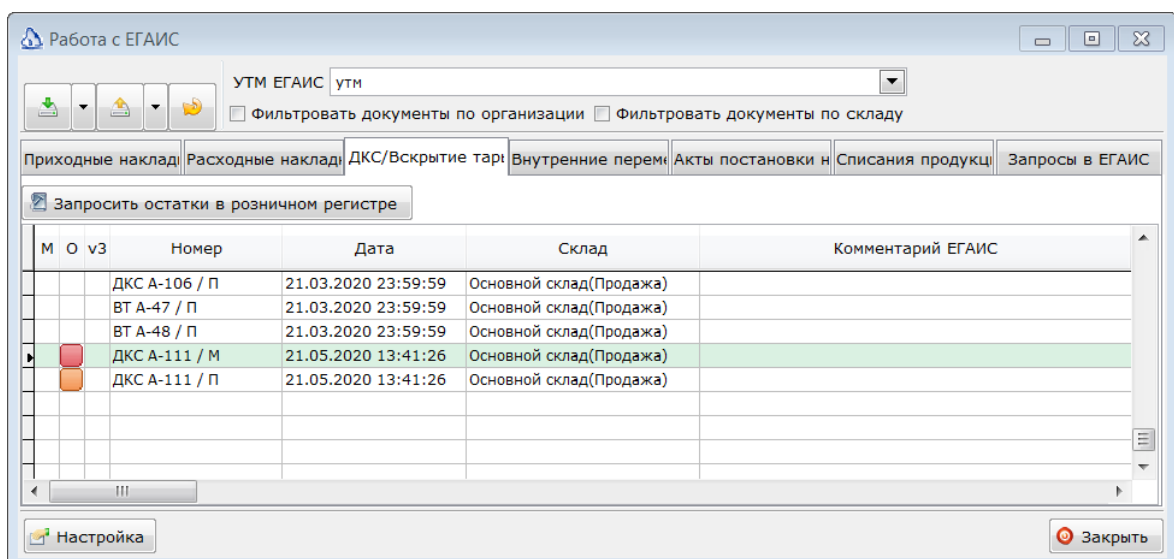 Работа с ЕГАИС
УТМ ЕГАИС утм
Фильтровать документы по организации Фильтровать документы по складу
Приходные наклад Расходные наклад ДКС/Вскрытие тары Внутренние переме Акты постановки н Списания продукц Запросы в ЕГАИС
Запросить остатки в розничном регистре
М О v3 Номер Дата Склад Комментарий ЕГАИС
ДКС А-106 / П 21.03.2020 23:59:59 Основной склад(Продажа)
ВТ А-47 / П 21.03.2020 23:59:59 Основной склад(Продажа)
ВТ А-48 / П 21.03.2020 23:59:59 Основной склад(Продажа)
ДКС А-111 / М 21.05.2020 13:41:26 Основной склад(Продажа)
ДКС А-111 / П 21.05.2020 13:41:26 Основной склад(Продажа)
Настройка Закрыть